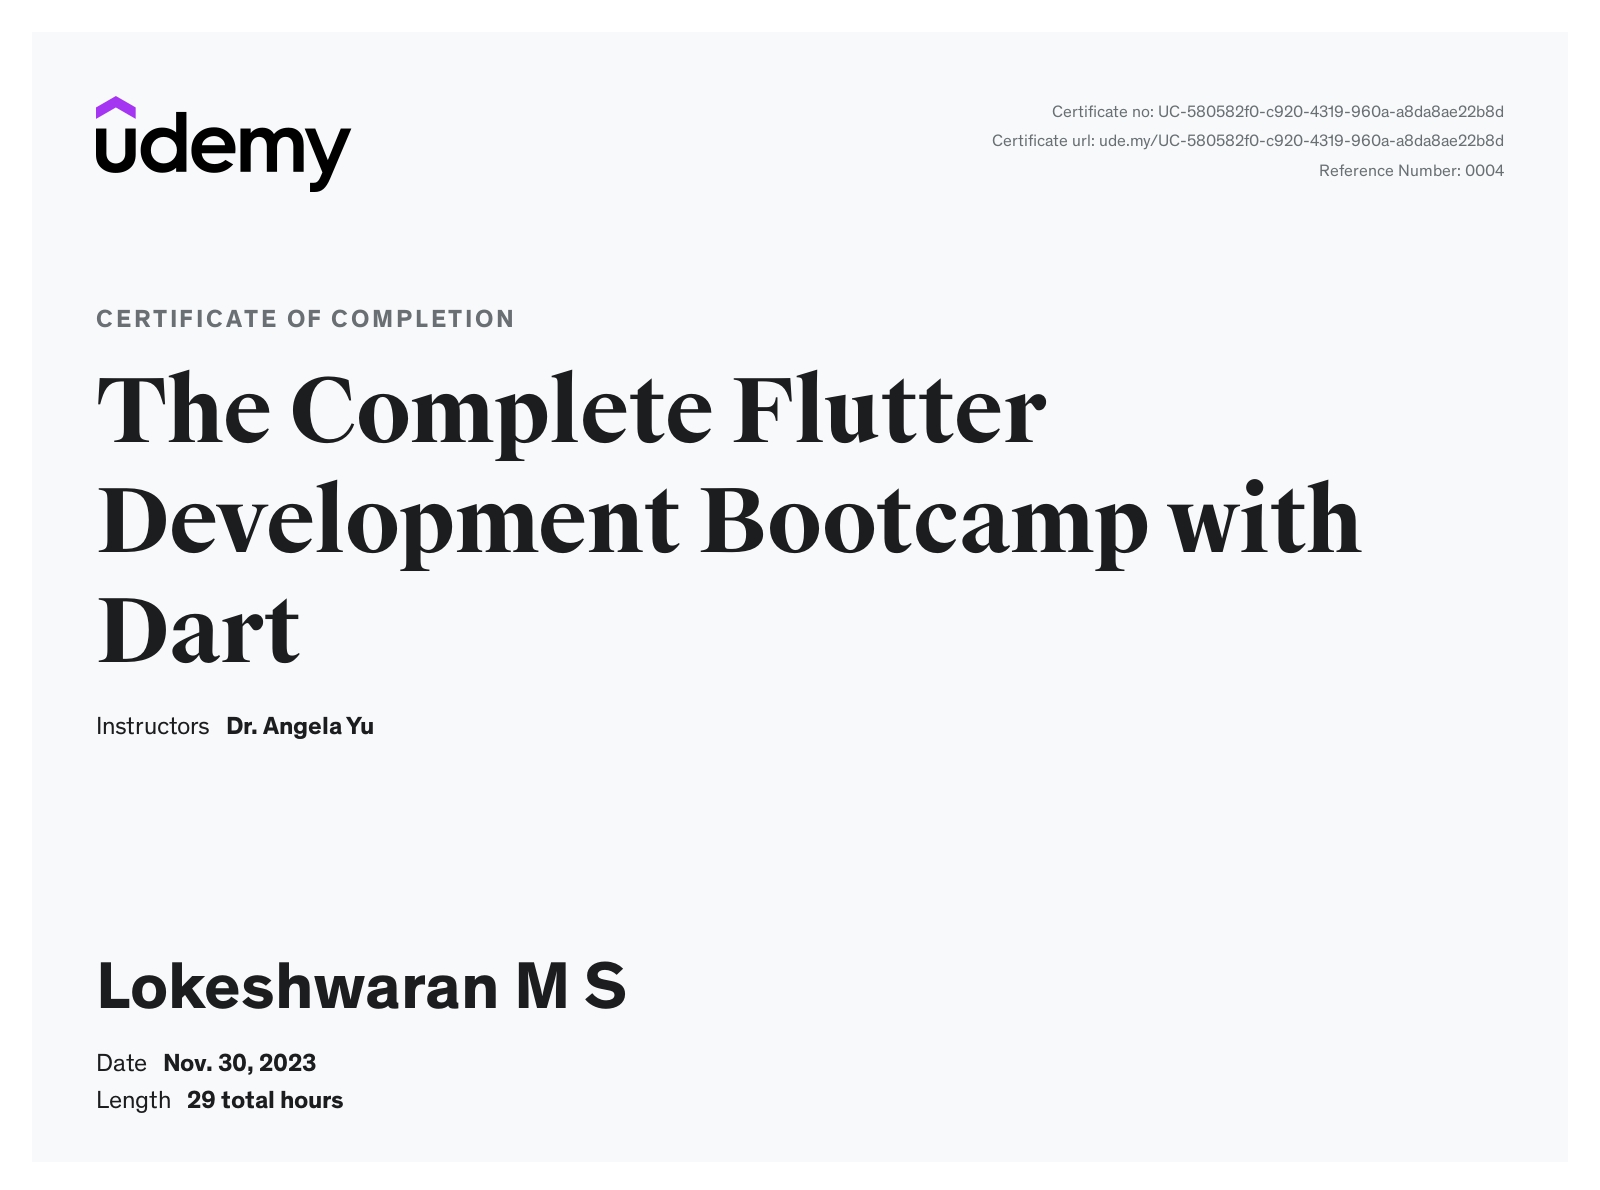 udemy
Certificate no: UC-580582f0-c920-4319-960a-a8da8ae22b8d
Certificate url: ude.my/UC-580582f0-c920-4319-960a-a8da8ae22b8d
Reference Number: 0004
CERTIFICATE OF COMPLETION
The Complete Flutter
Development Bootcamp with
Dart
Instructors Dr. Angela Yu
Lokeshwaran M S
Date Nov. 30, 2023
Length 29 total hours